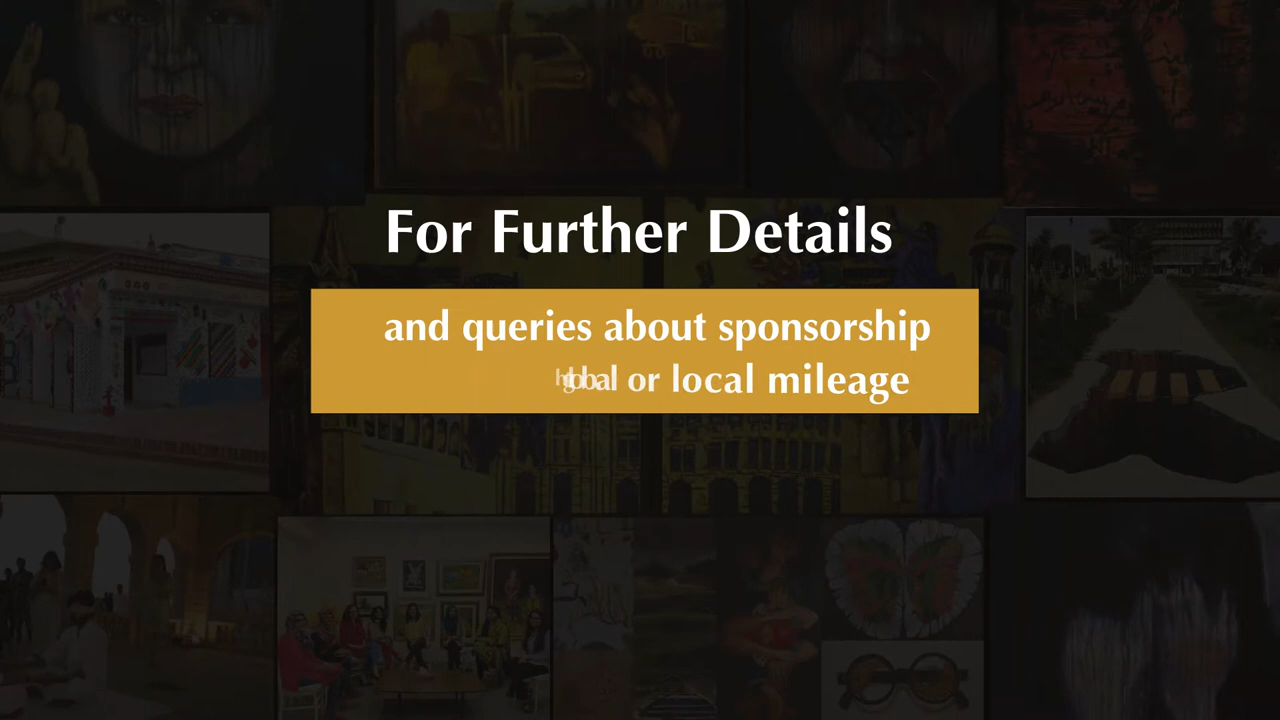 For Further Details
and queries about sponsorship
or local mileage